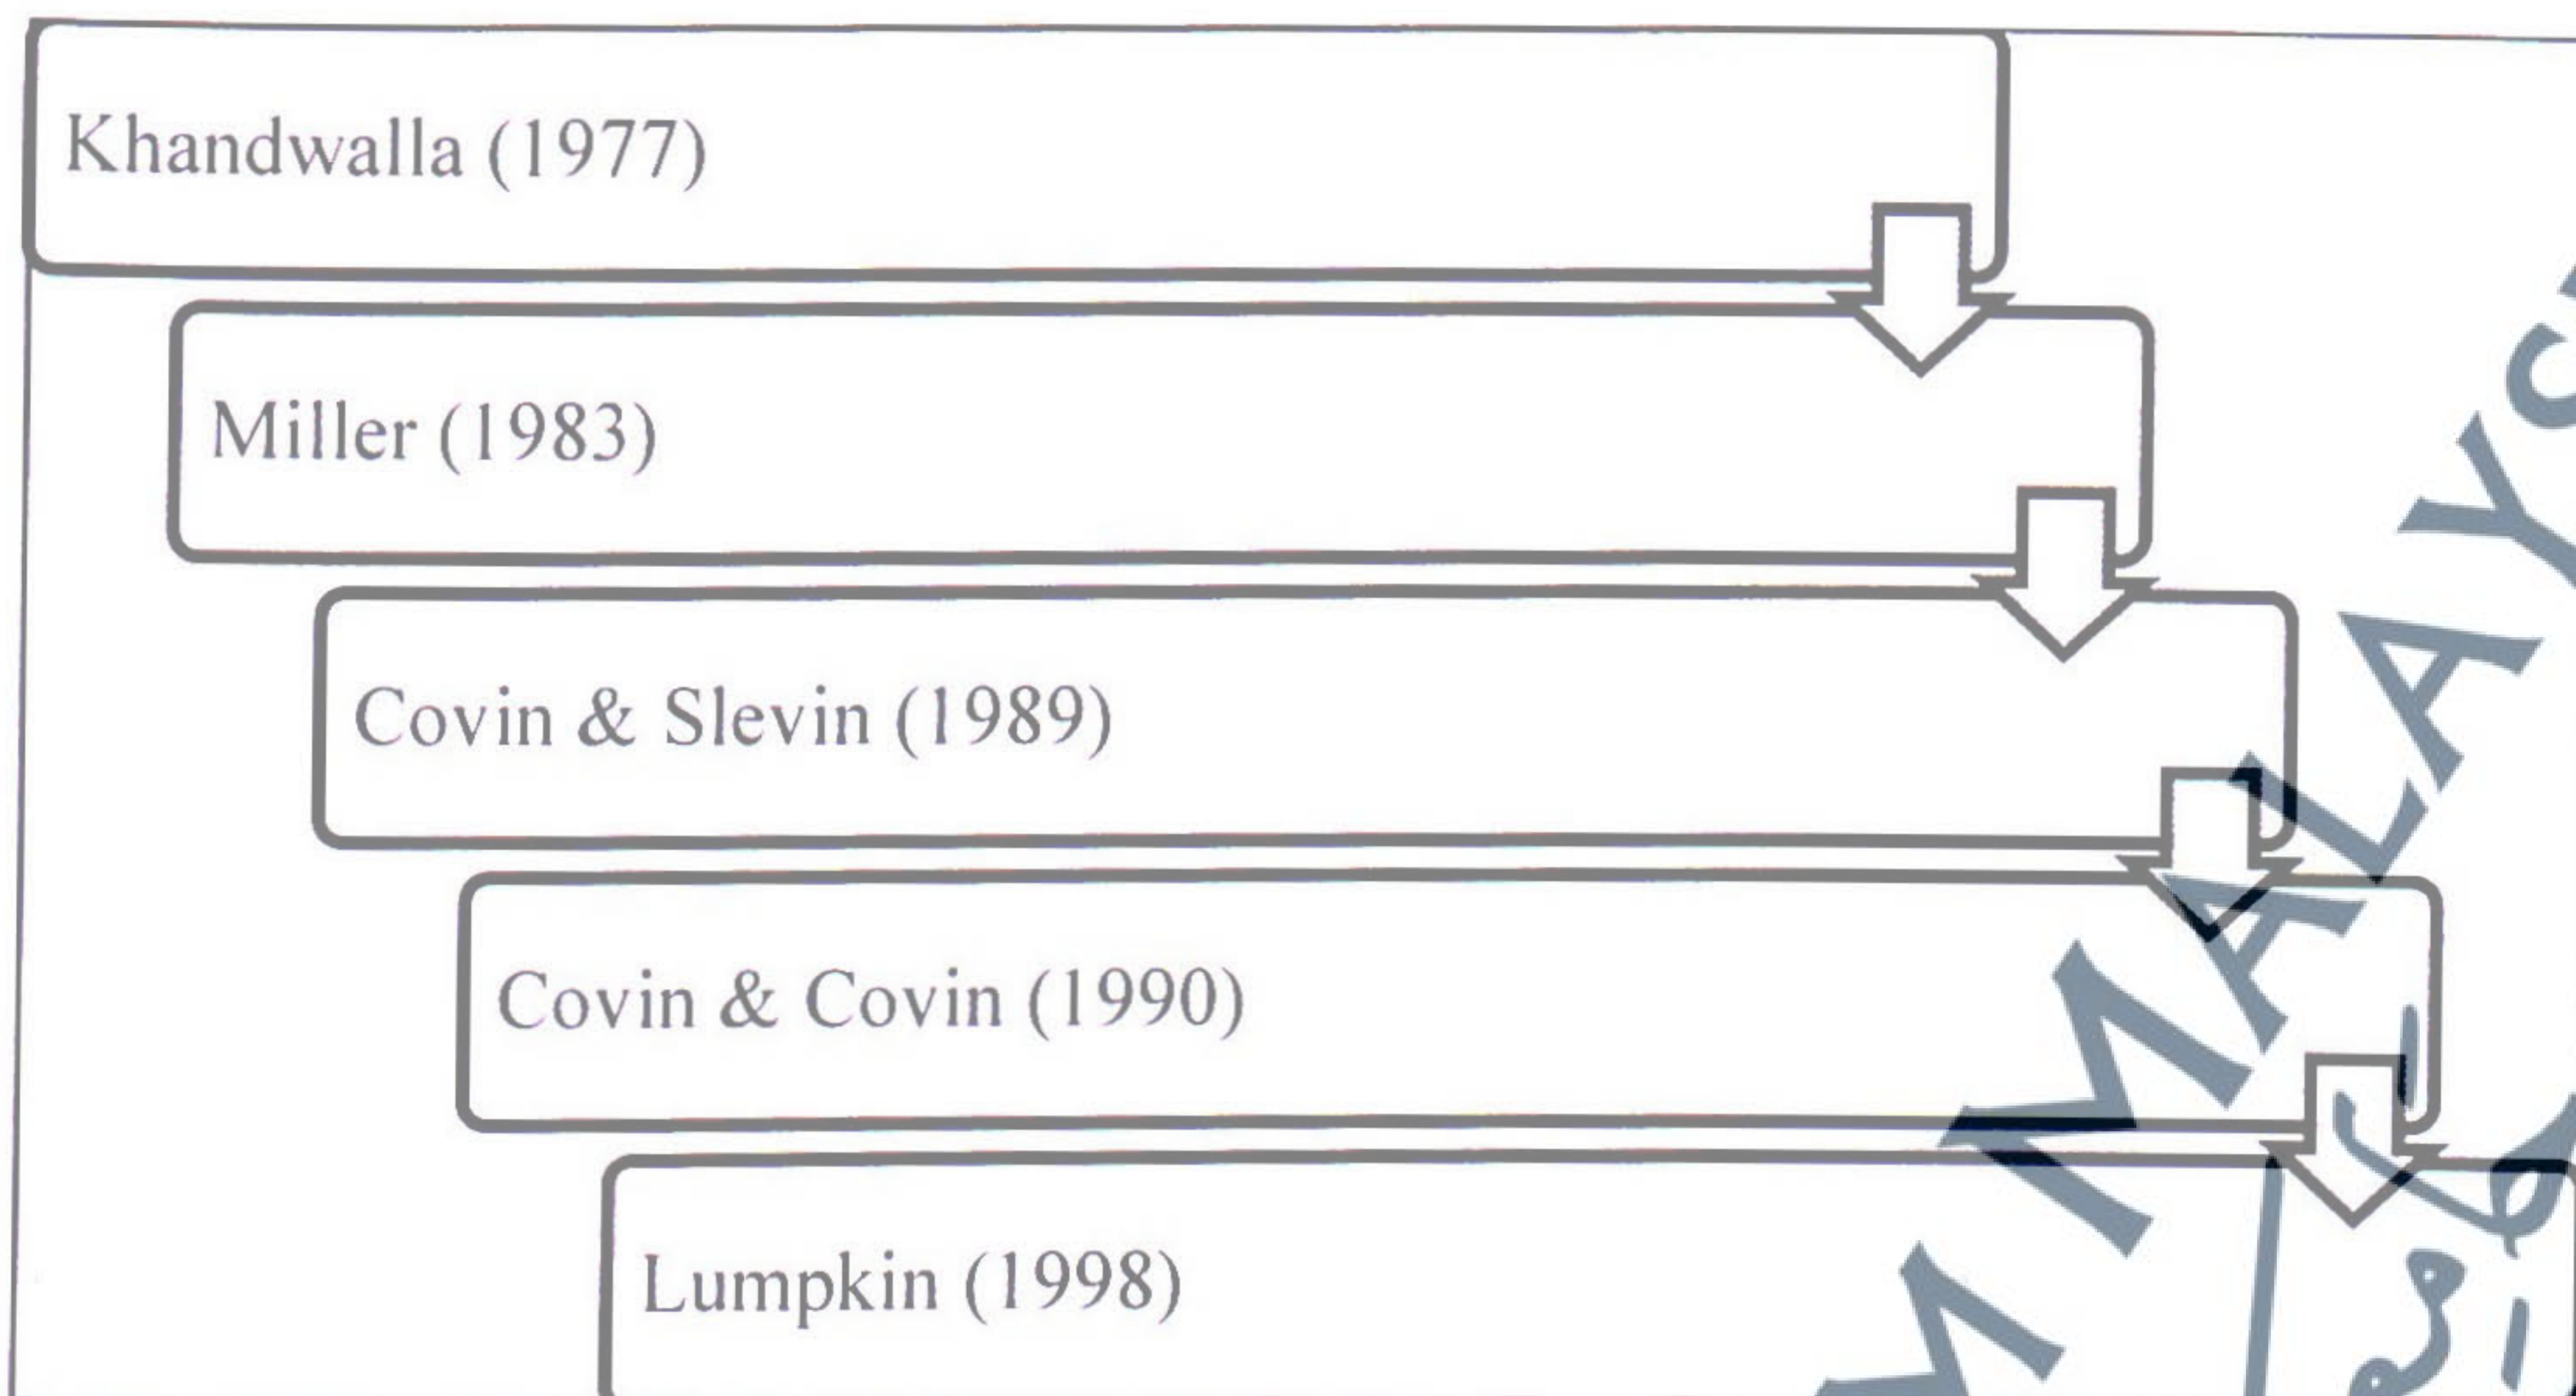 Khandwalla (1977)
Miller (1983)
Covin & Slevin (1989)
Covin & Covin (1990)
Lumpkin (1998)